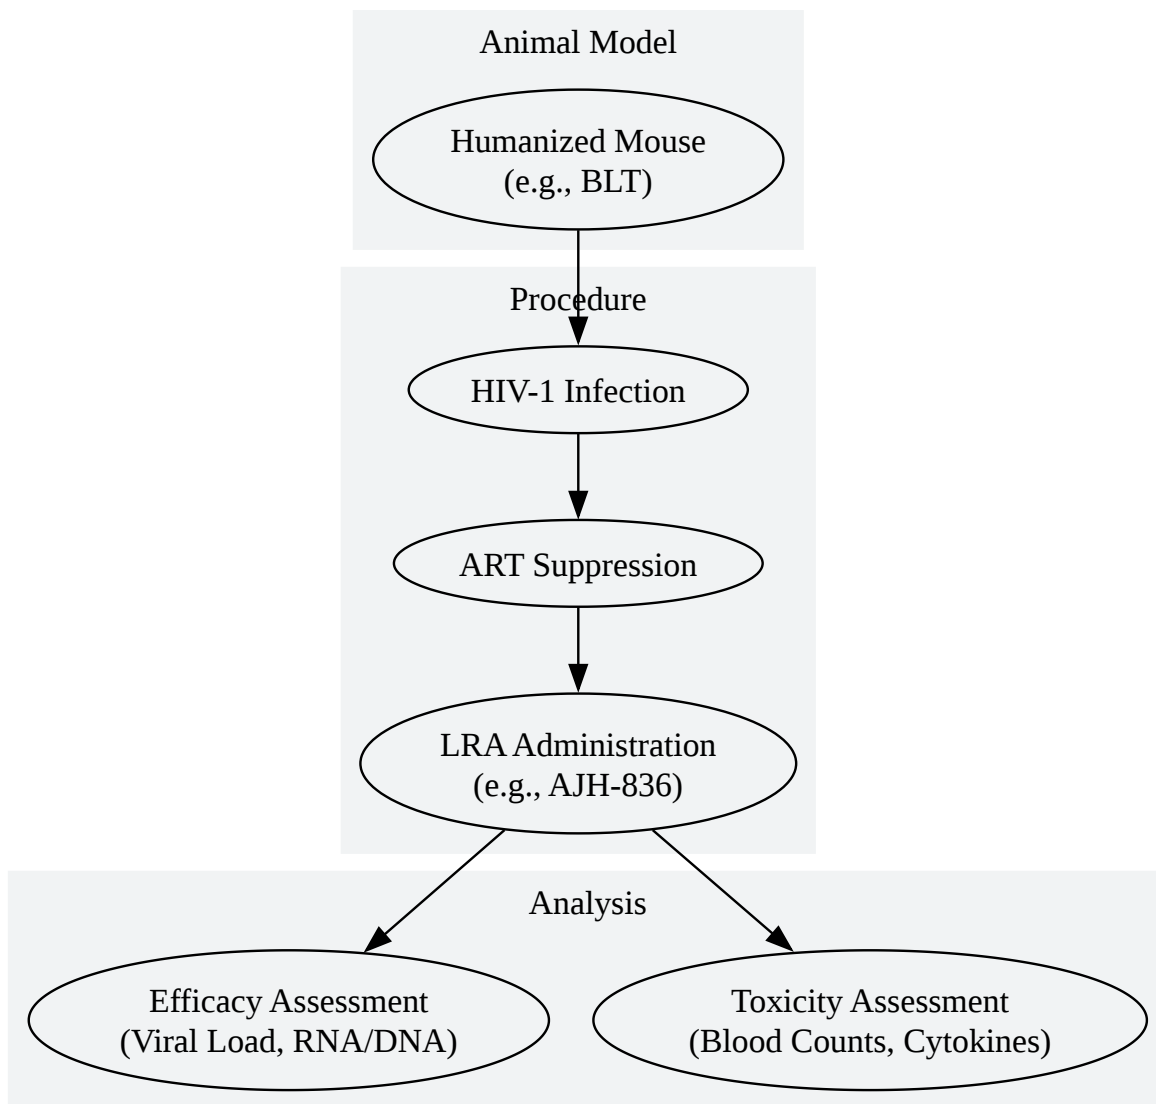 Animal Model
Humanized Mouse
(e.g., BLT)
Procedure
HIV-1 Infection
ART Suppression
LRA Administration
(e.g., AJH-836)
Analysis
Efficacy Assessment
(Viral Load, RNA/DNA)
Toxicity Assessment
(Blood Counts, Cytokines)